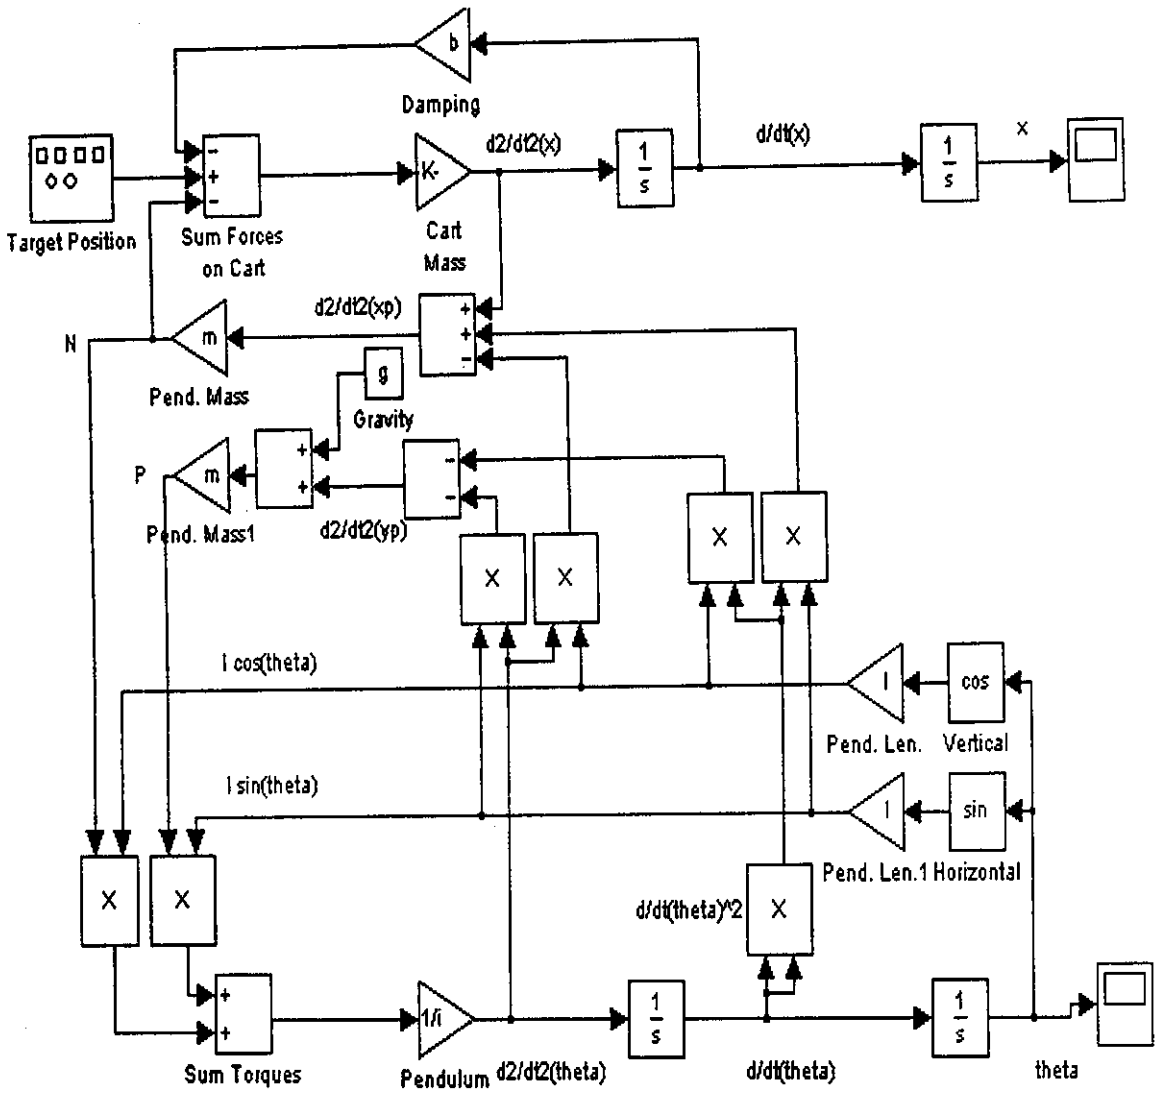 b
Damping
d2/dt2(x)
d/dt(x)
x
-
+
-
K-
1
s
1
s
Target Position
Sum Forces
on Cart
Cart
Mass
d2/dt2(xp)
+
+
-
N
m
g
Pend. Mass
Gravity
+
+
-
-
P
m
Pend. Mass1
d2/dt2(yp)
X
X
X
X
l cos(theta)
l
cos
Pend. Len.
Vertical
l sin(theta)
l
sin
Pend. Len.1
Horizontal
X
X
d/dt(theta)^2
X
+
+
1/i
1
s
1
s
Sum Torques
Pendulum
d2/dt2(theta)
d/dt(theta)
theta